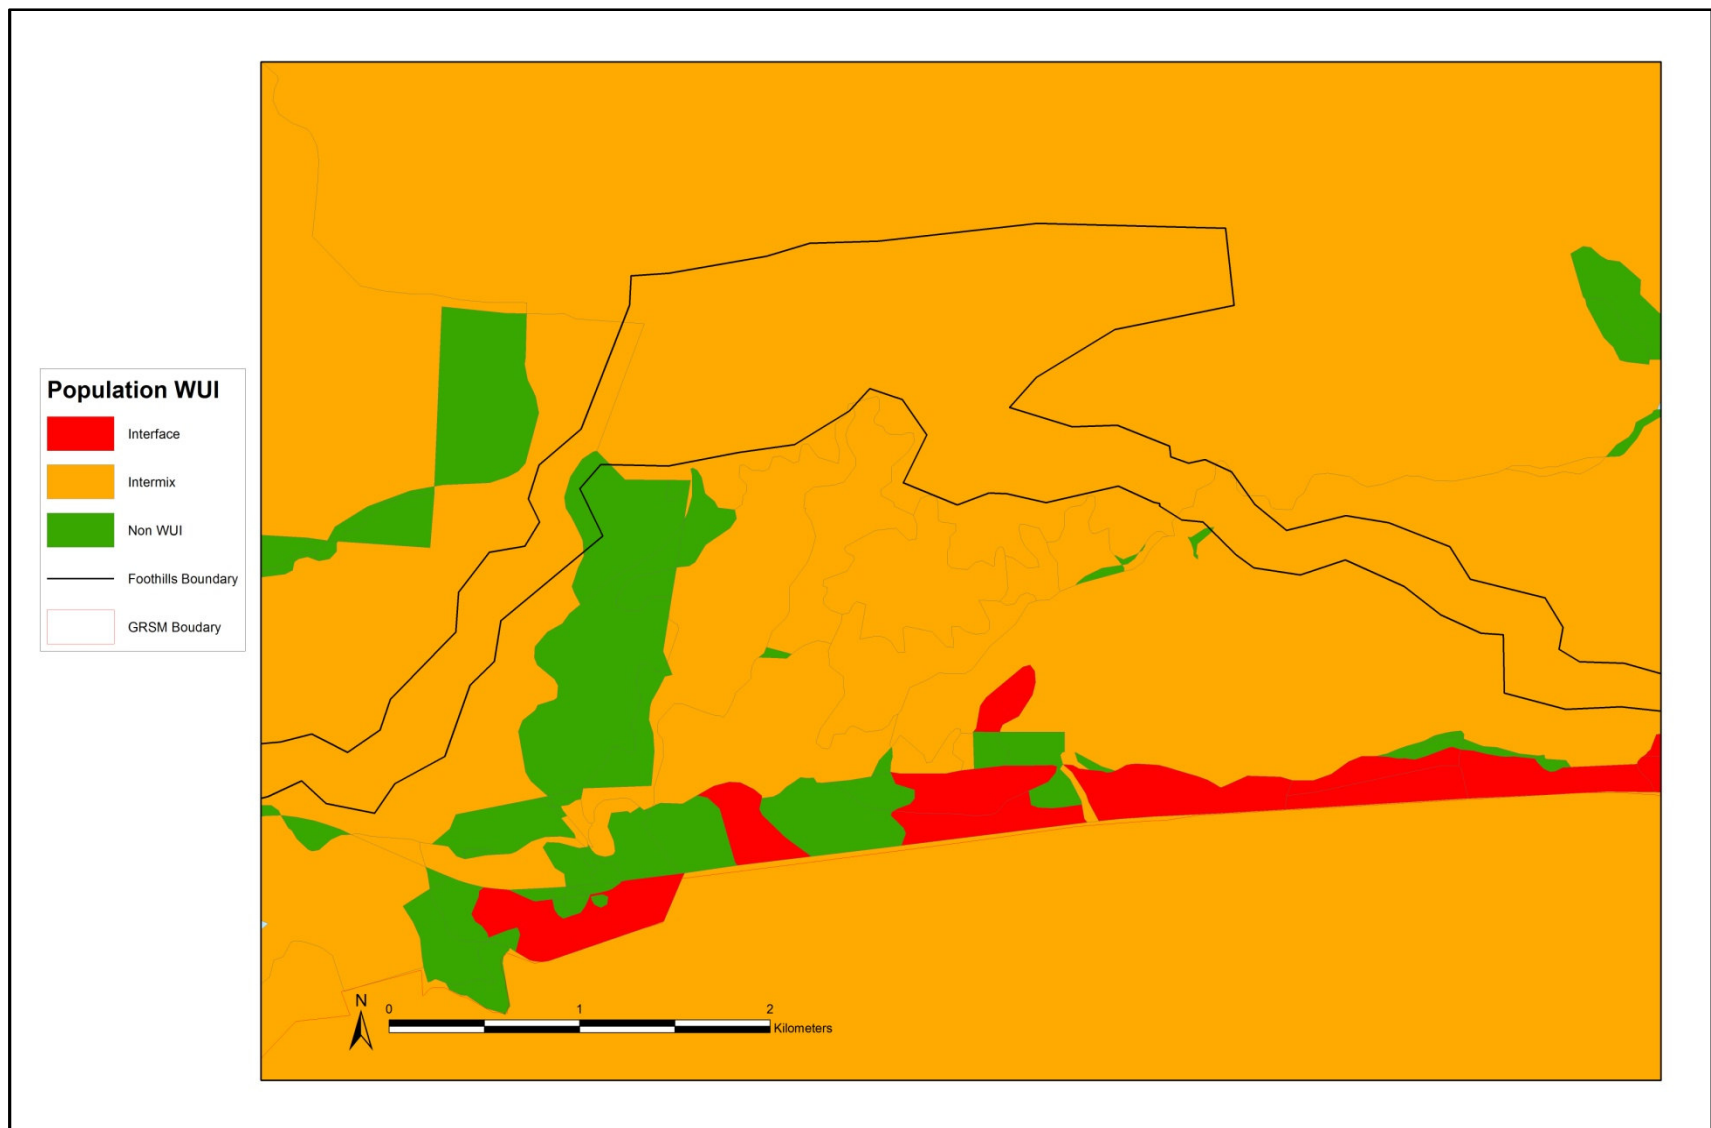 Population WUI
Interface
Intermix
Non WUI
Foothills Boundary
GRSM Boudary
N
0 1 2
Kilometers